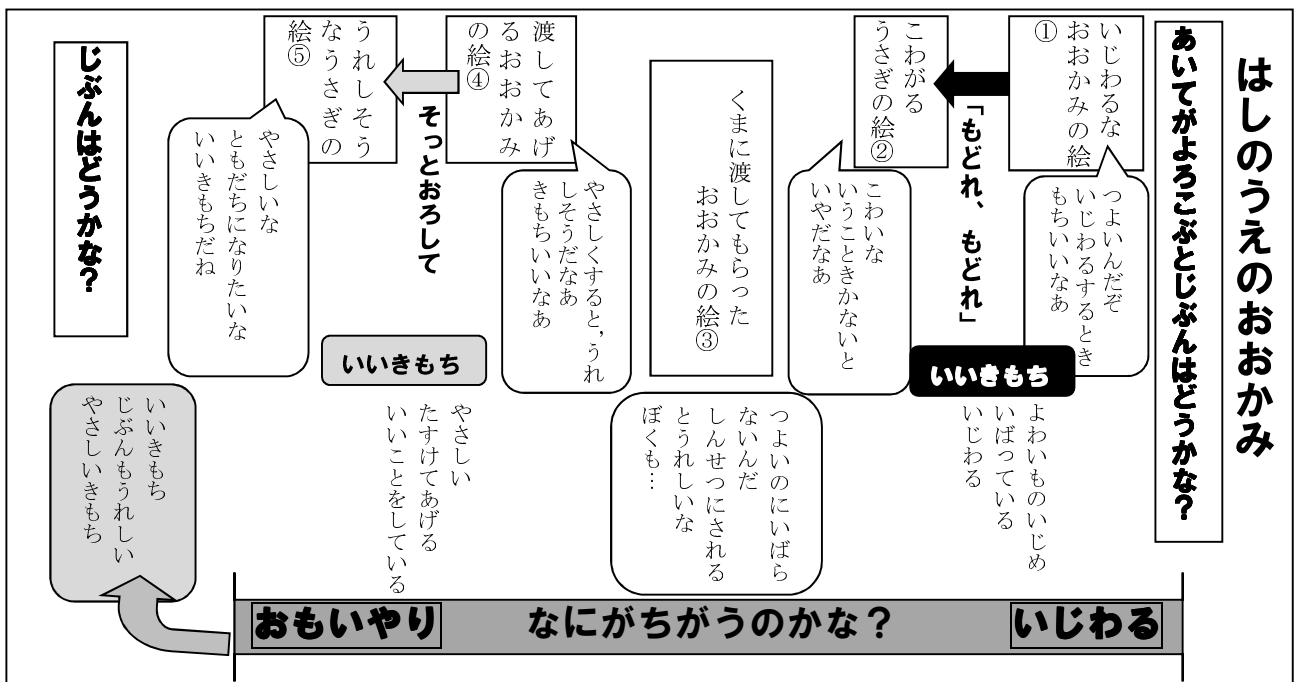 はしのうえのおおかみ
あいてがよろこぶとじぶんはどうかな?
いじわるな
おおかみの絵
①
つよいんだぞ
いじわるするとき
もちいいなあ
「もどれ、もどれ」
いいきもち
よわいものいじめ
いばっている
いじわる
こわがる
うさぎの絵②
こわいな
いうこときかないと
いやだなあ
くまに渡してもらった
おおかみの絵③
つよいのにいばら
ないんだ
しんせつにされる
とうれしいな
ぼくも…
渡してあげ
るおおかみ
の絵④
やさしくすると,うれ
しそうだなあ
きもちいいなあ
そっとおろして
いいきもち
やさしい
たすけてあげる
いいことをしている
うれしそう
なうさぎの
絵⑤
やさしいな
ともだちになりたいな
いいきもちだね
じぶんはどうかな?
いじわる
なにがちがうのかな?
おもいやり
いいきもち
じぶんもうれしい
やさしいきもち